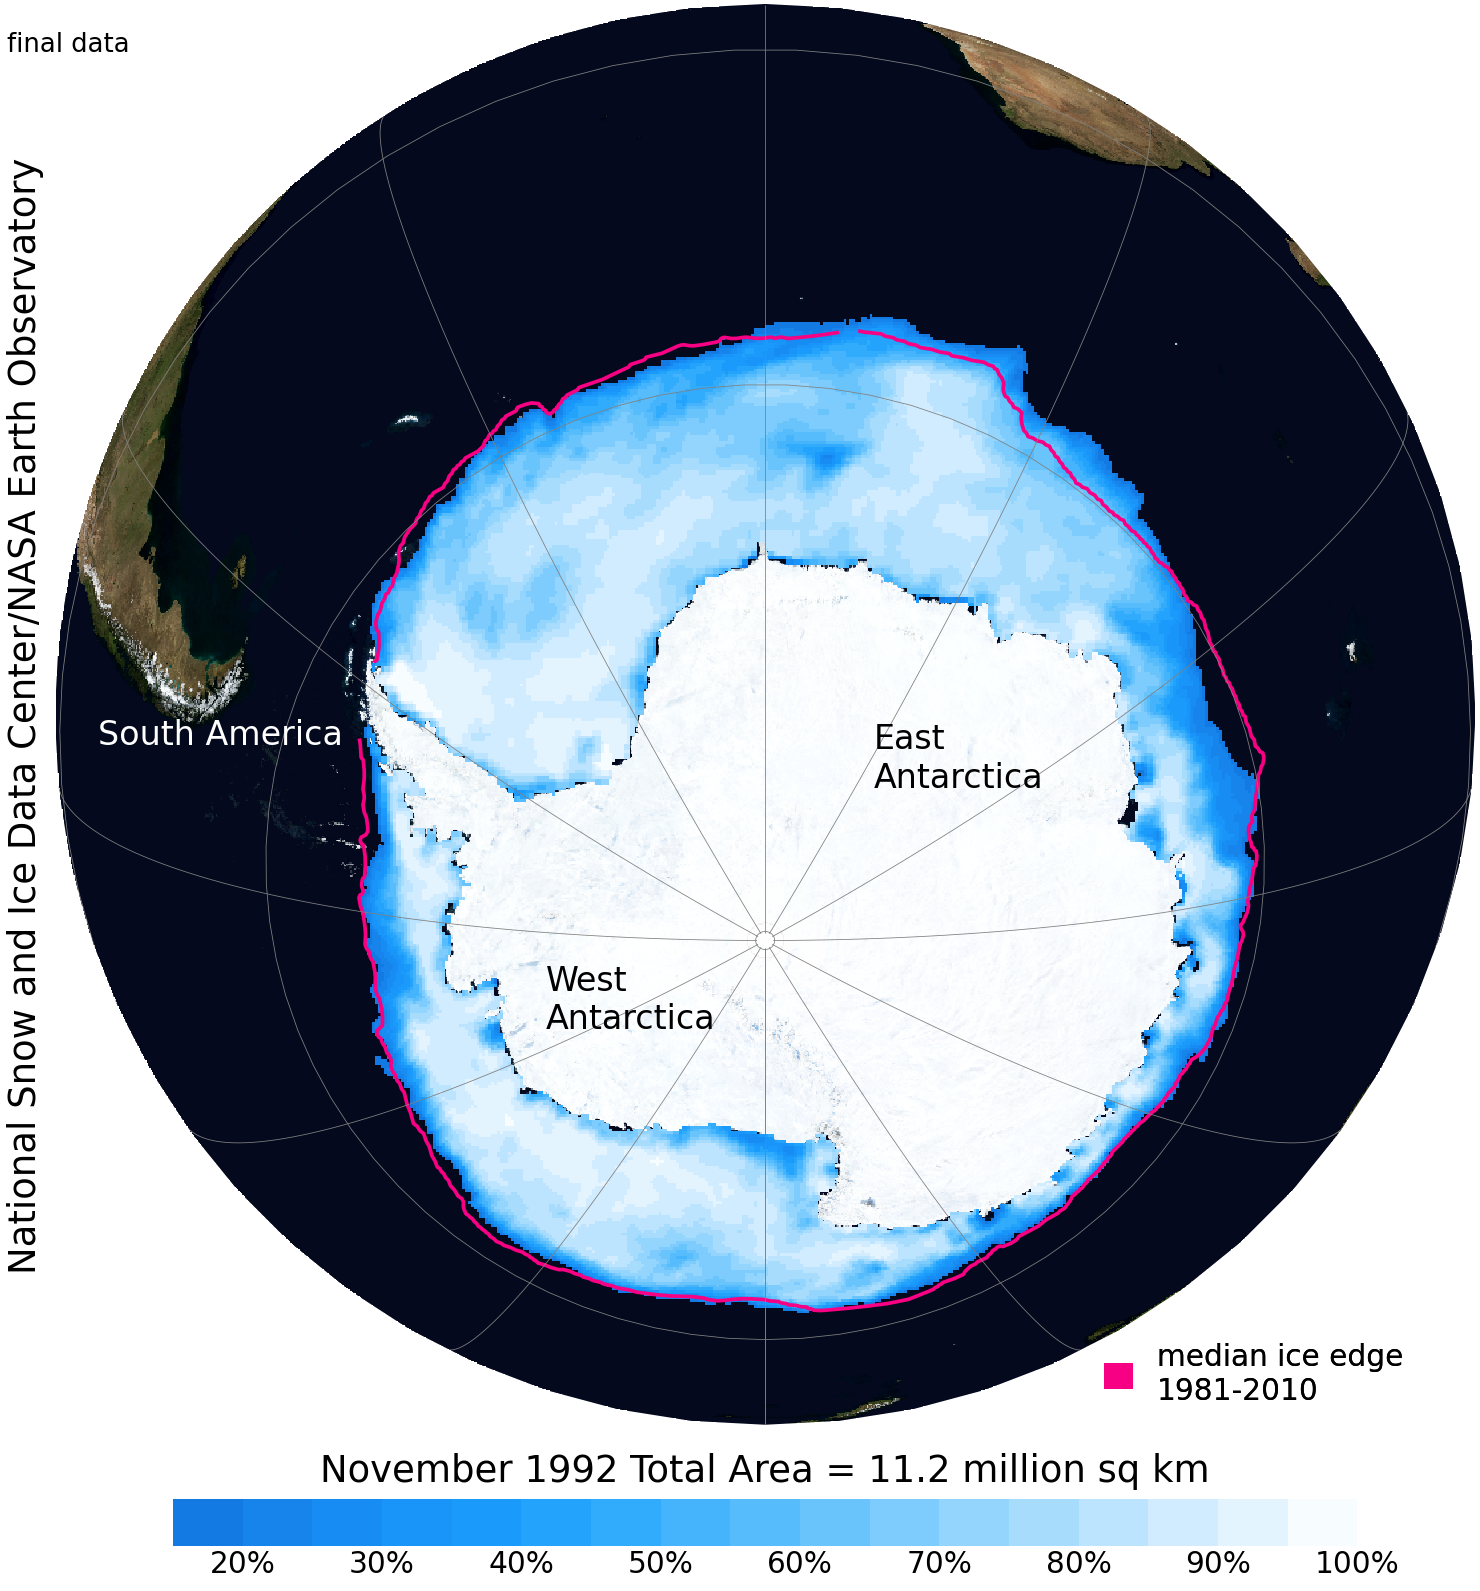 final data
National Snow and Ice Data Center/NASA Earth Observatory
South America
East
Antarctica
West
Antarctica
median ice edge
1981-2010
November 1992 Total Area = 11.2 million sq km
20% 30% 40% 50% 60% 70% 80% 90% 100%